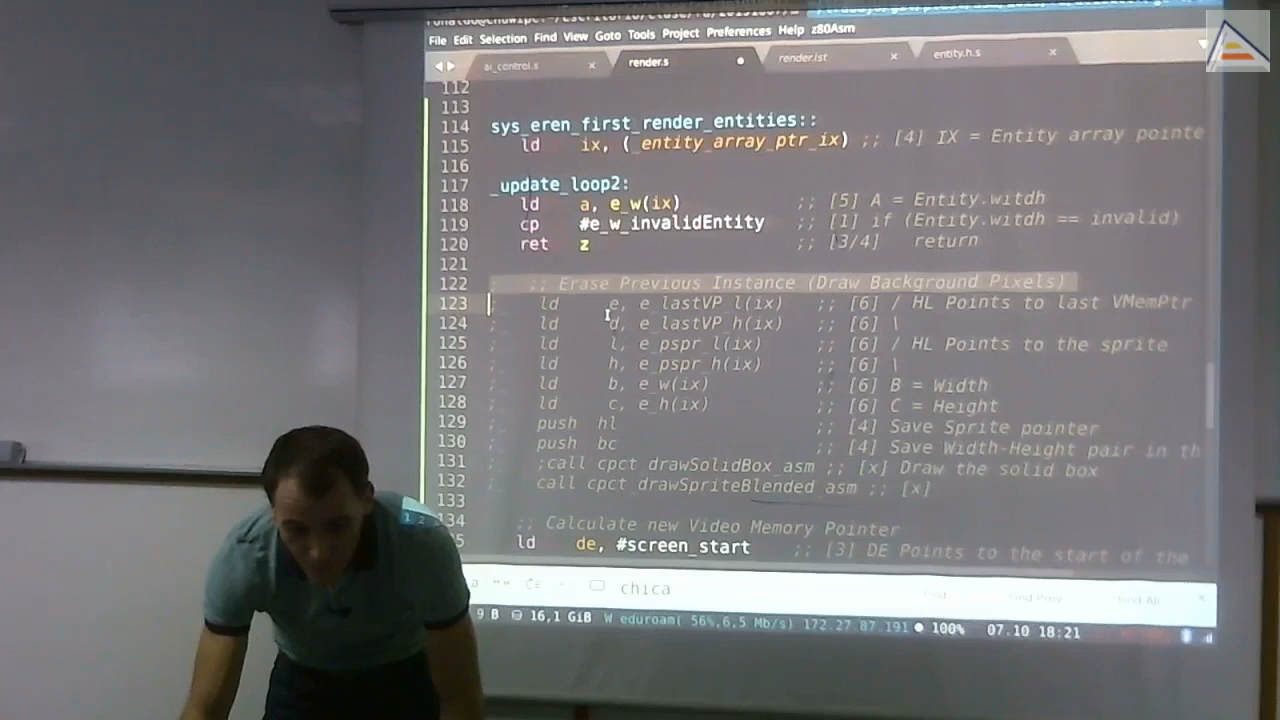 File Edit Selection Find View Goto Tools Project Preferences Help z80Asm
ai_control.s × render.s render.lst × entity.h.s ×
112
113
114 sys_eren_first_render_entities::
115 ld ix, (_entity_array_ptr_ix) ;; [4] IX = Entity array pointe
116
117 _update_loop2:
118 ld a, e_w(ix) ;; [5] A = Entity.witdh
119 cp #e_w_invalidEntity ;; [1] if (Entity.witdh == invalid)
120 ret z ;; [3/4] return
121
122 ; ;; Erase Previous Instance (Draw Background Pixels)
123 ld e, e_lastVP_l(ix) ;; [6] / HL Points to last VMemPtr
124 ; ld d, e_lastVP_h(ix) ;; [6] \
125 ; ld l, e_pspr_l(ix) ;; [6] / HL Points to the sprite
126 ; ld h, e_pspr_h(ix) ;; [6] \
127 ; ld b, e_w(ix) ;; [6] B = Width
128 ; ld c, e_h(ix) ;; [6] C = Height
129 ; push hl ;; [4] Save Sprite pointer
130 ; push bc ;; [4] Save Width-Height pair in th
131 ; ;call cpct_drawSolidBox_asm ;; [x] Draw the solid box
132 ; call cpct_drawSpriteBlended_asm ;; [x]
133
134 ;; Calculate new Video Memory Pointer
5 ld de, #screen_start ;; [3] DE Points to the start of the
chica Find Find Prev Find All
9 B 16,1 GiB W eduroam( 56%,6.5 Mb/s) 172.27.87.191 100% 07.10 18:21